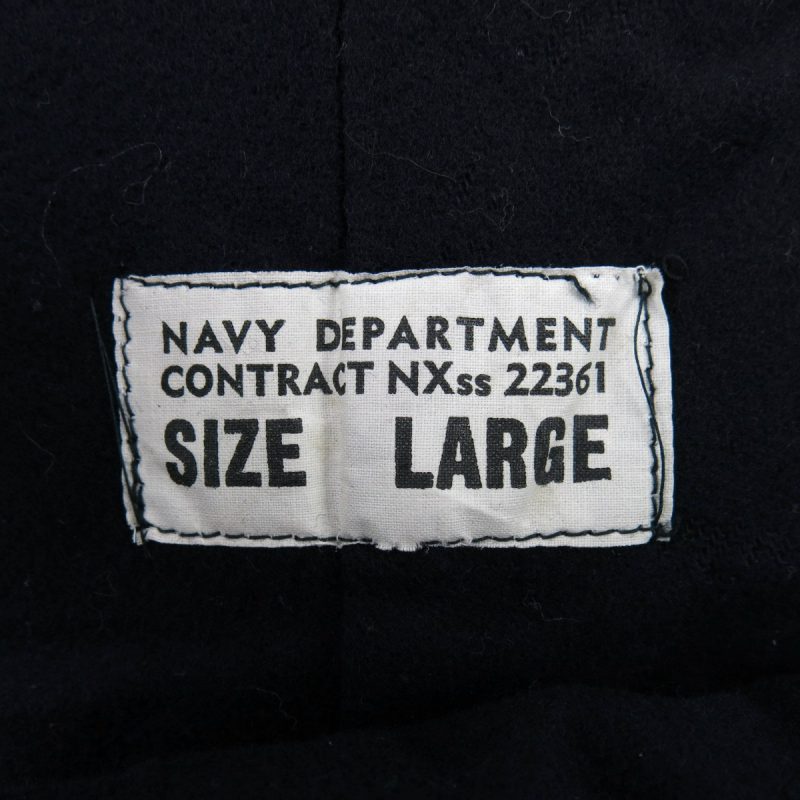 NAVY DEPARTMENT
CONTRACT NXss 22361
SIZE LARGE